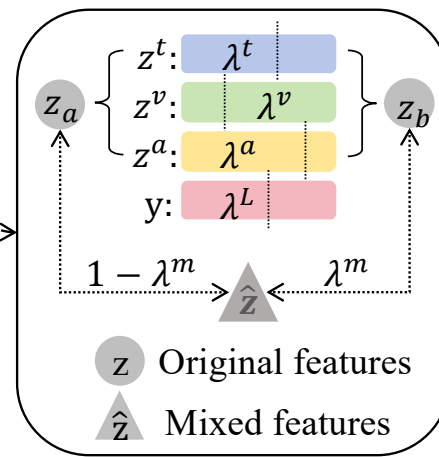 z^t: λ^t
z_a z^v: λ^v z_b
z^a: λ^a
y: λ^L
1 − λ^m ẑ λ^m
z Original features
ẑ Mixed features